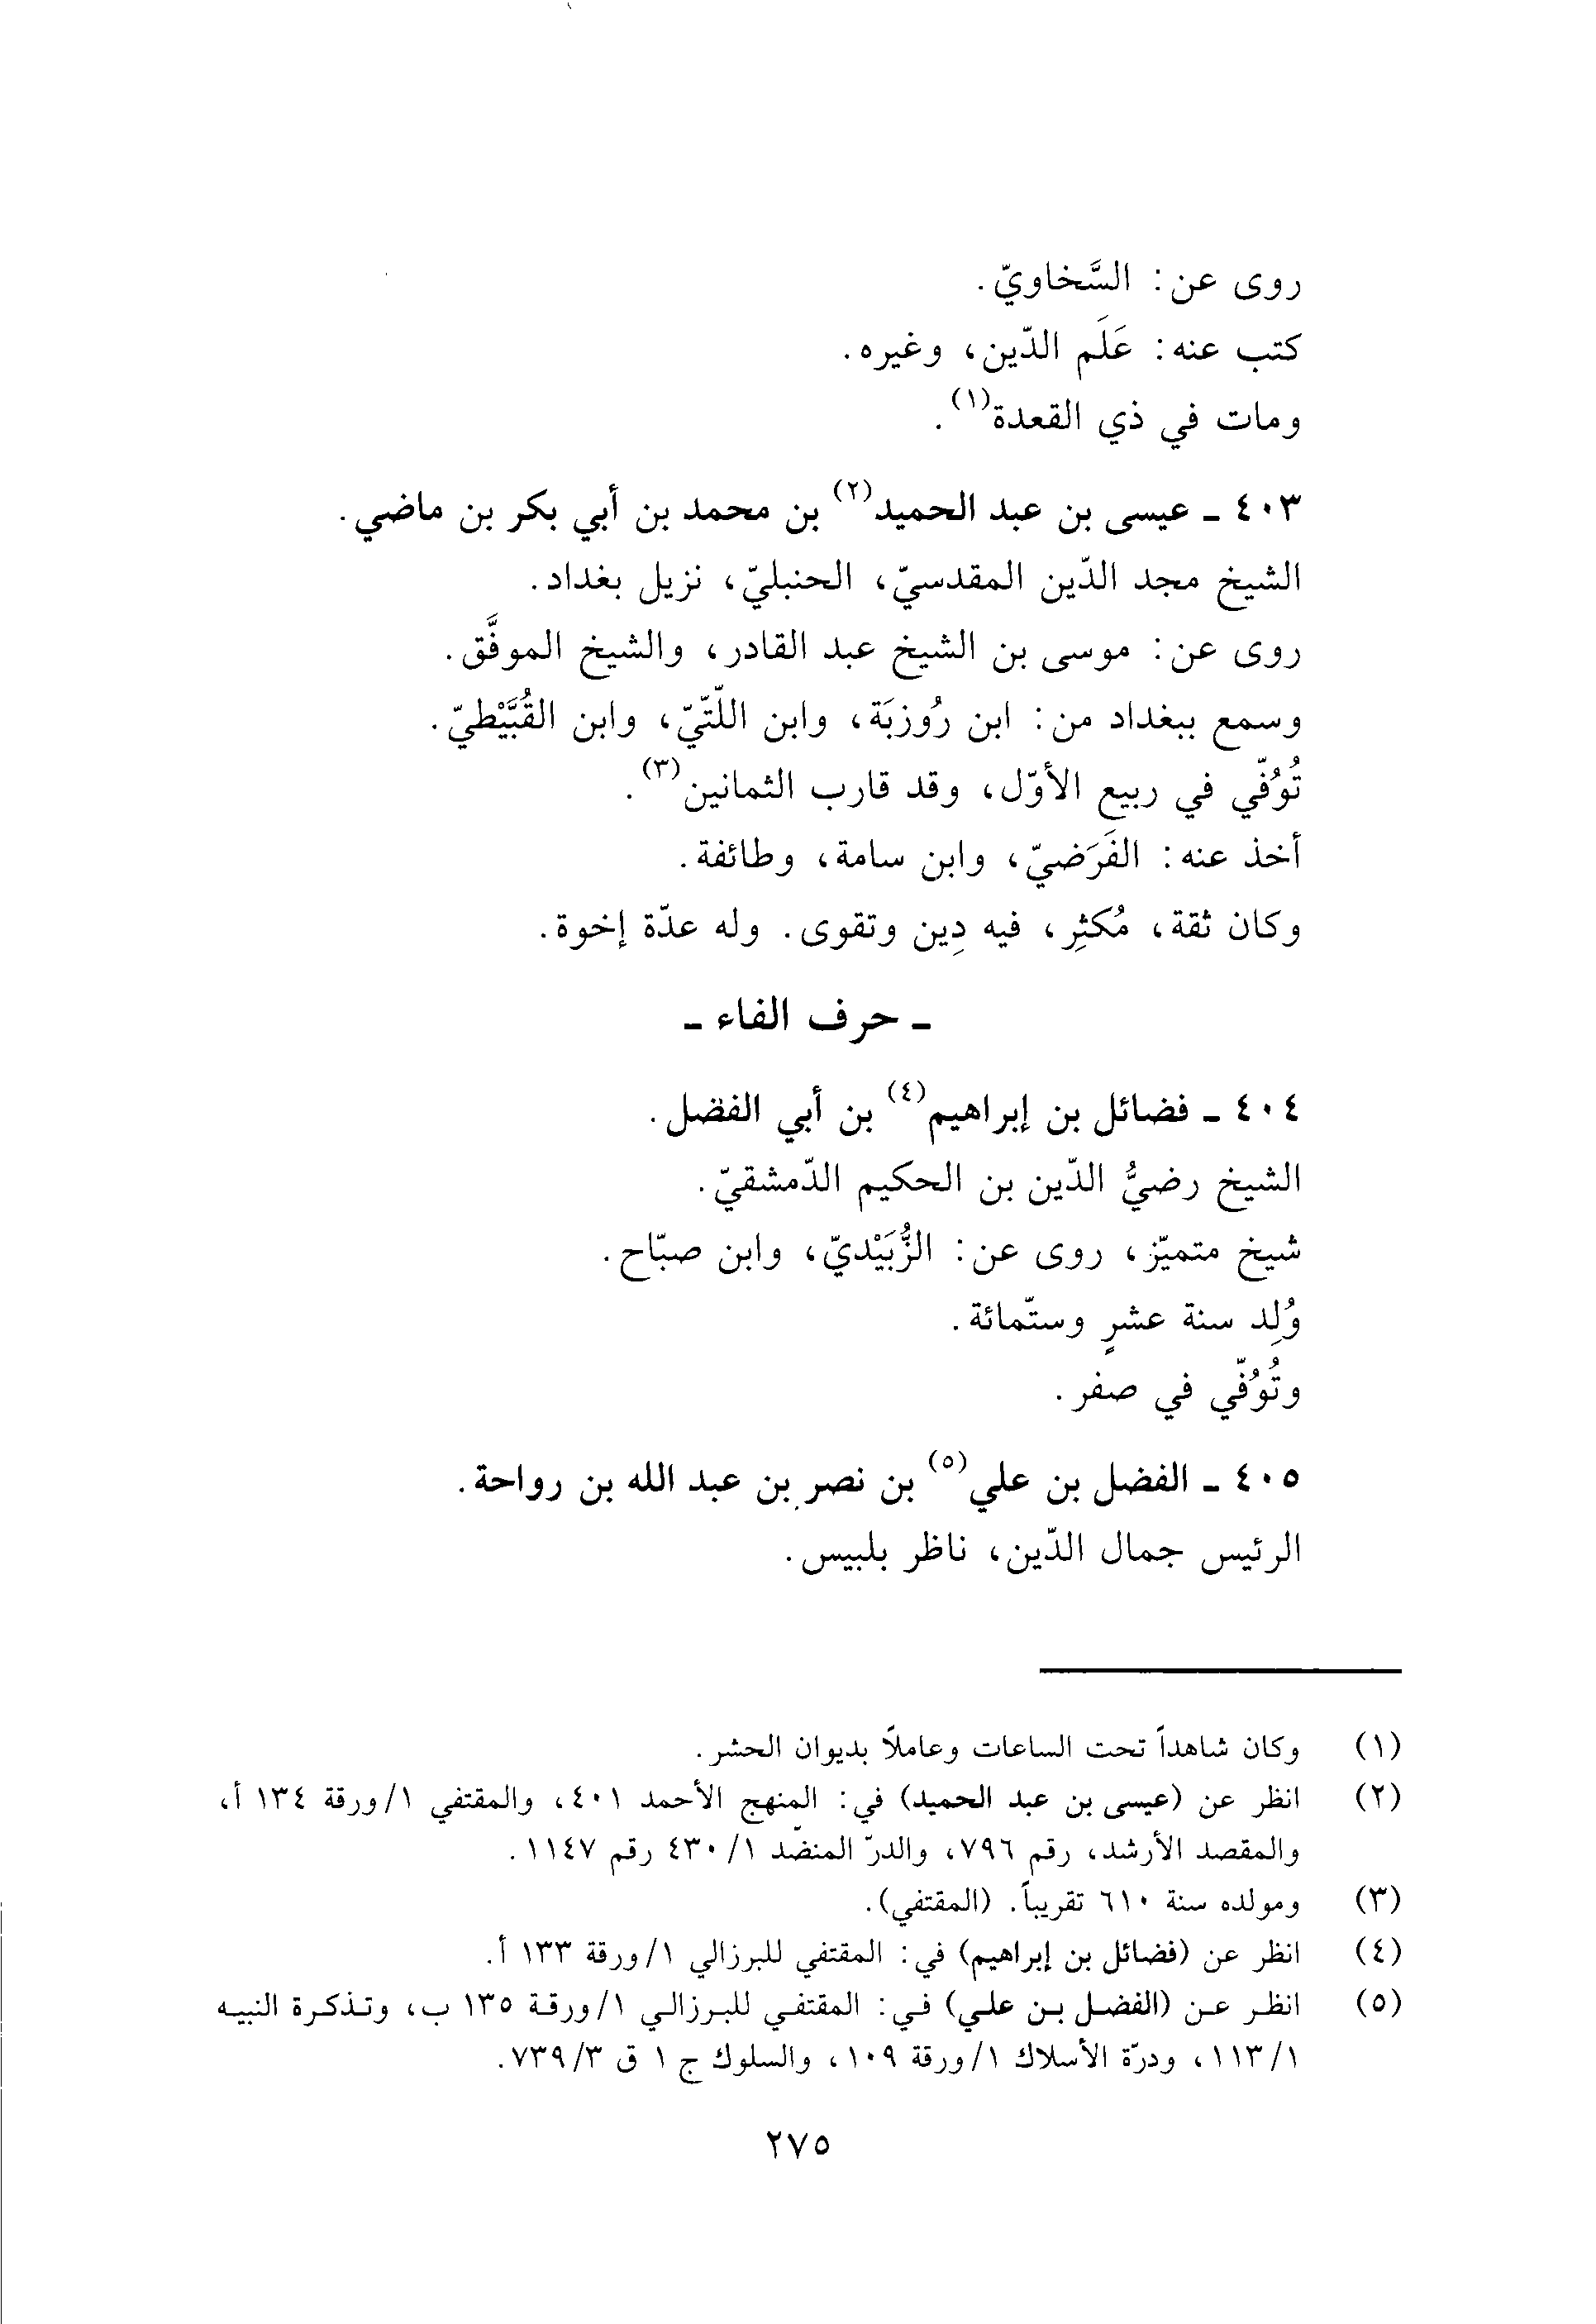 روى عن: السَّخاويّ.
كتب عنه: عَلَم الدّين، وغيره.
ومات في ذي القعدة(١).
٤٠٣ ـ عيسى بن عبد الحميد(٢) بن محمد بن أبي بكر بن ماضي.
الشيخ مجد الدّين المقدسيّ، الحنبليّ، نزيل بغداد.
روى عن: موسى بن الشيخ عبد القادر، والشيخ الموفَّق.
وسمع ببغداد من: ابن رُوزبَة، وابن اللّتّيّ، وابن القُبَّيْطيّ.
تُوُفّي في ربيع الأوّل، وقد قارب الثمانين(٣).
أخذ عنه: الفَرَضيّ، وابن سامة، وطائفة.
وكان ثقة، مُكثِر، فيه دِين وتقوى. وله عدّة إخوة.
ـ حرف الفاء ـ
٤٠٤ ـ فضائل بن إبراهيم(٤) بن أبي الفضل.
الشيخ رضيُّ الدّين بن الحكيم الدّمشقيّ.
شيخ متميّز، روى عن: الزُّبَيْديّ، وابن صبّاح.
وُلِد سنة عشرٍ وستّمائة.
وتُوُفّي في صفر.
٤٠٥ ـ الفضل بن علي(٥) بن نصر بن عبد الله بن رواحة.
الرئيس جمال الدّين، ناظر بلبيس.
(١) وكان شاهداً تحت الساعات وعاملاً بديوان الحشر.
(٢) انظر عن (عيسى بن عبد الحميد) في: المنهج الأحمد ٤٠١، والمقتفي ١/ورقة ١٣٤ أ،
والمقصد الأرشد، رقم ٧٩٦، والدرّ المنضّد ١/ ٤٣٠ رقم ١١٤٧.
(٣) ومولده سنة ٦١٠ تقريباً. (المقتفي).
(٤) انظر عن (فضائل بن إبراهيم) في: المقتفي للبرزالي ١/ورقة ١٣٣ أ.
(٥) انظر عن (الفضل بن علي) في: المقتفي للبرزالي ١/ورقة ١٣٥ ب، وتذكرة النبيه
١/ ١١٣، ودرّة الأسلاك ١/ورقة ١٠٩، والسلوك ج ١ ق ٣/ ٧٣٩.
٢٧٥